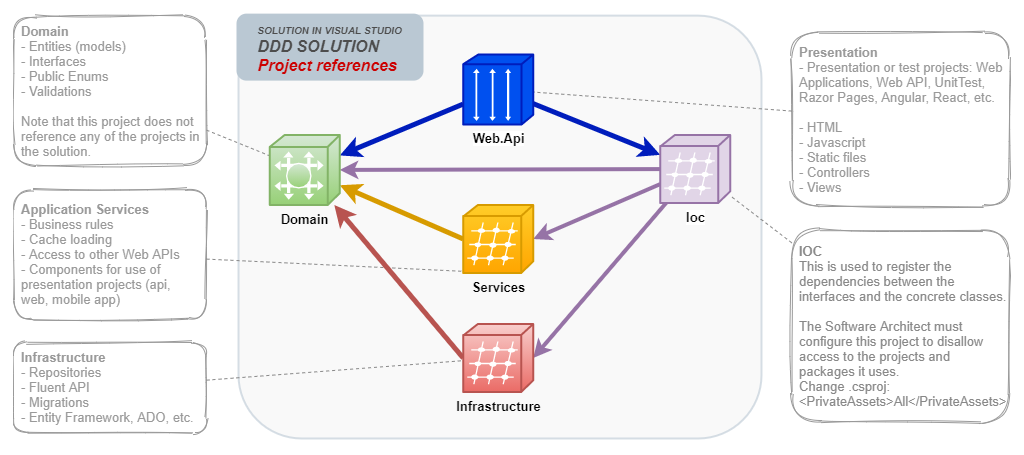 Domain
- Entities (models)
- Interfaces
- Public Enums
- Validations
Note that this project does not
reference any of the projects in
the solution.
Application Services
- Business rules
- Cache loading
- Access to other Web APIs
- Components for use of
presentation projects (api,
web, mobile app)
Infrastructure
- Repositories
- Fluent API
- Migrations
- Entity Framework, ADO, etc.
SOLUTION IN VISUAL STUDIO
DDD SOLUTION
Project references
Web.Api
Domain
Ioc
Services
Infrastructure
Presentation
- Presentation or test projects: Web
Applications, Web API, UnitTest,
Razor Pages, Angular, React, etc.
- HTML
- Javascript
- Static files
- Controllers
- Views
IOC
This is used to register the
dependencies between the
interfaces and the concrete classes.
The Software Architect must
configure this project to disallow
access to the projects and
packages it uses.
Change .csproj:
<PrivateAssets>All</PrivateAssets>